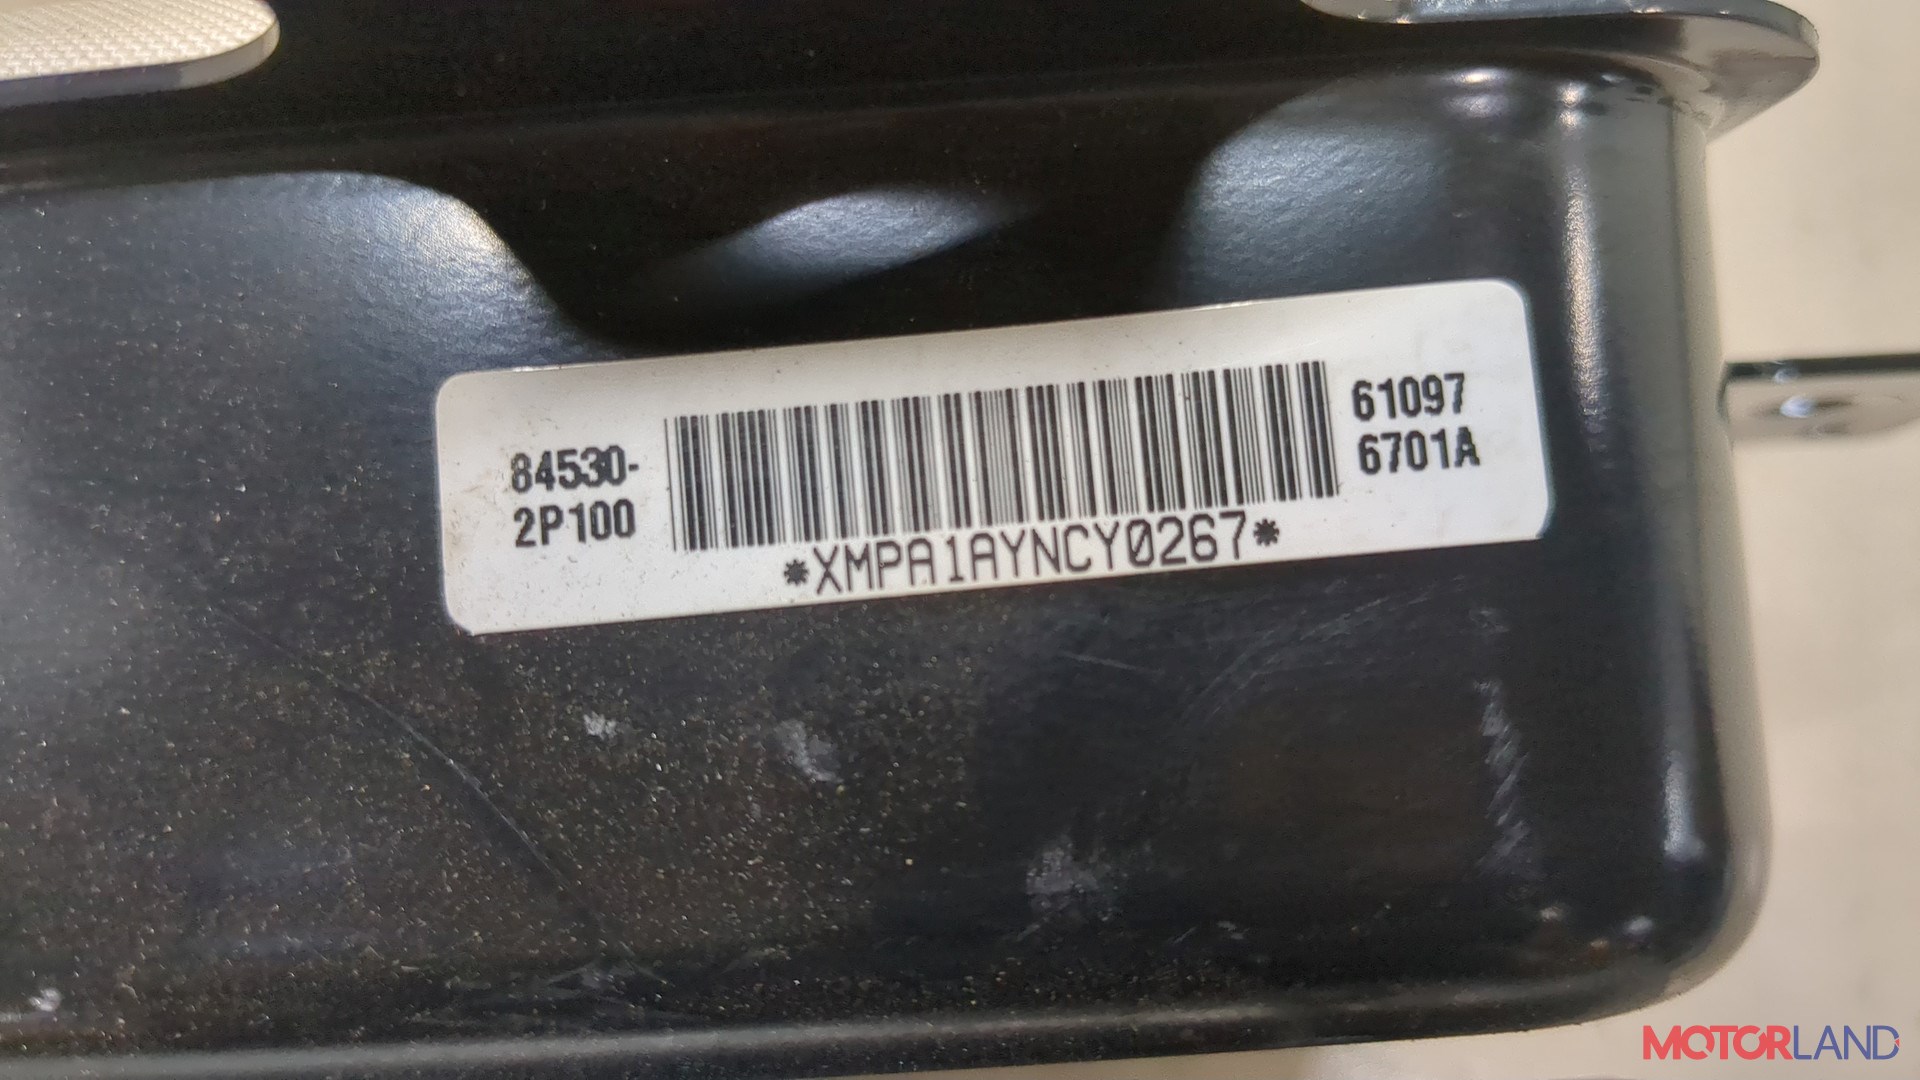 84530-
2P100
*XMPA1AYNCY0267*
61097
6701A
MOTORLAND